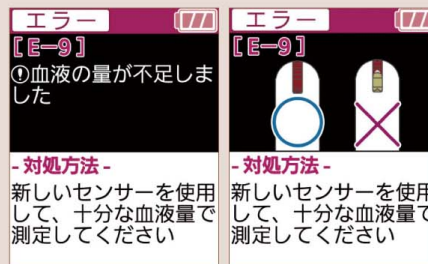 エラー
[E-9]
①血液の量が不足しま
した
- 対処方法 -
新しいセンサーを使用
して、十分な血液量で
測定してください
エラー
[E-9]
- 対処方法 -
新しいセンサーを使用
して、十分な血液量で
測定してください